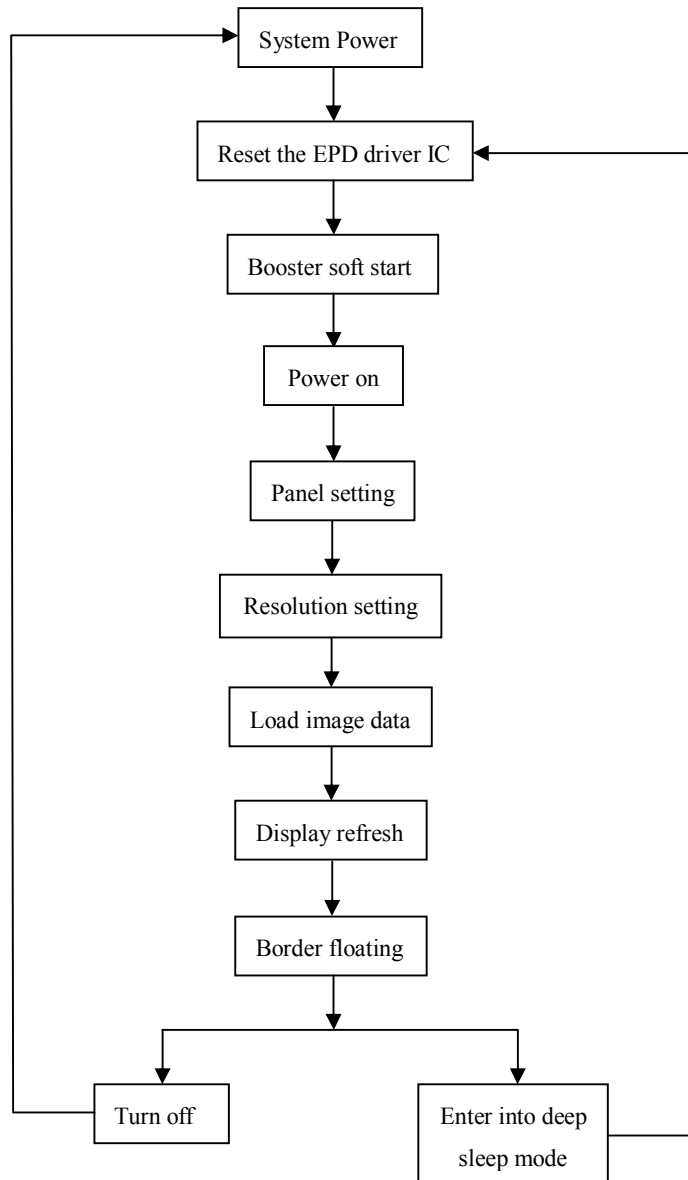 System Power
Reset the EPD driver IC
Booster soft start
Power on
Panel setting
Resolution setting
Load image data
Display refresh
Border floating
Turn off
Enter into deep
sleep mode